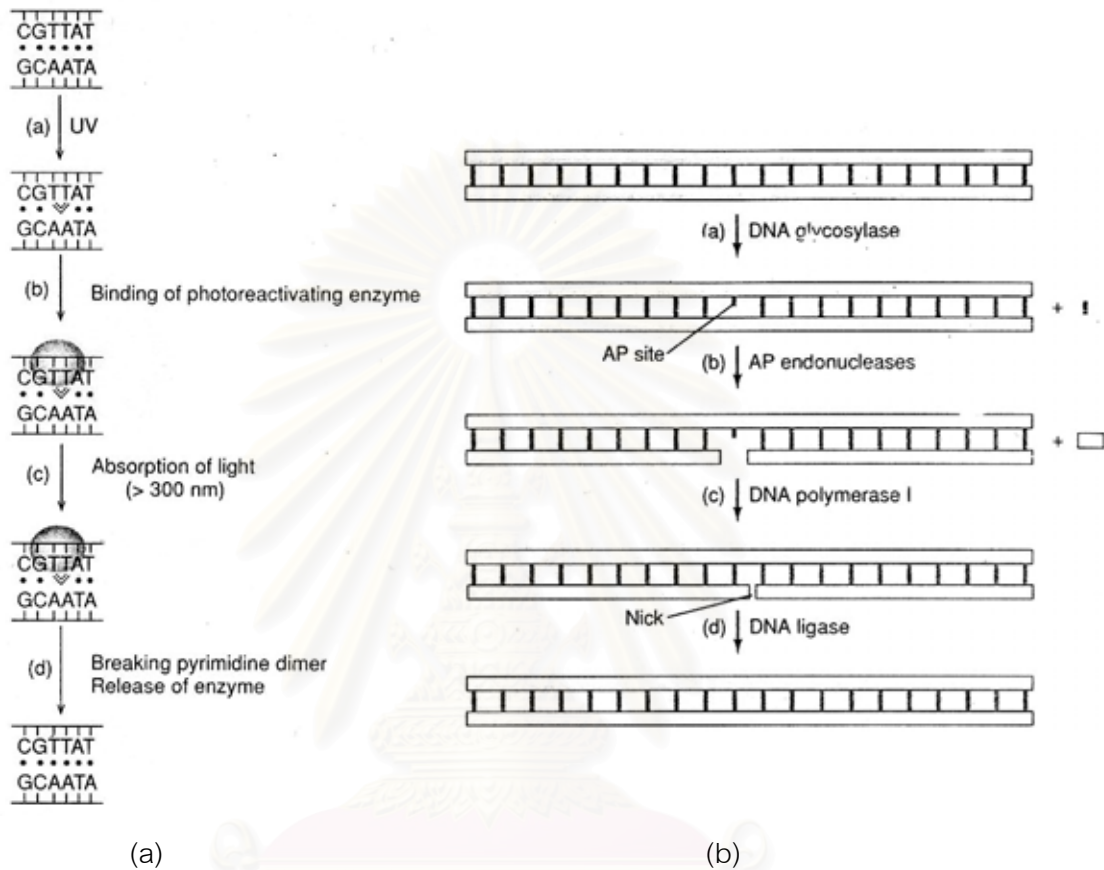 CGTTAT
GCAATA
(a) UV
CGTTAT
GCAATA
(b) Binding of photoreactivating enzyme
CGTTAT
GCAATA
(c) Absorption of light
(> 300 nm)
CGTTAT
GCAATA
(d) Breaking pyrimidine dimer
Release of enzyme
CGTTAT
GCAATA
(a)
(a) DNA glycosylase
+
AP site
(b) AP endonucleases
+
(c) DNA polymerase I
Nick
(d) DNA ligase
(b)